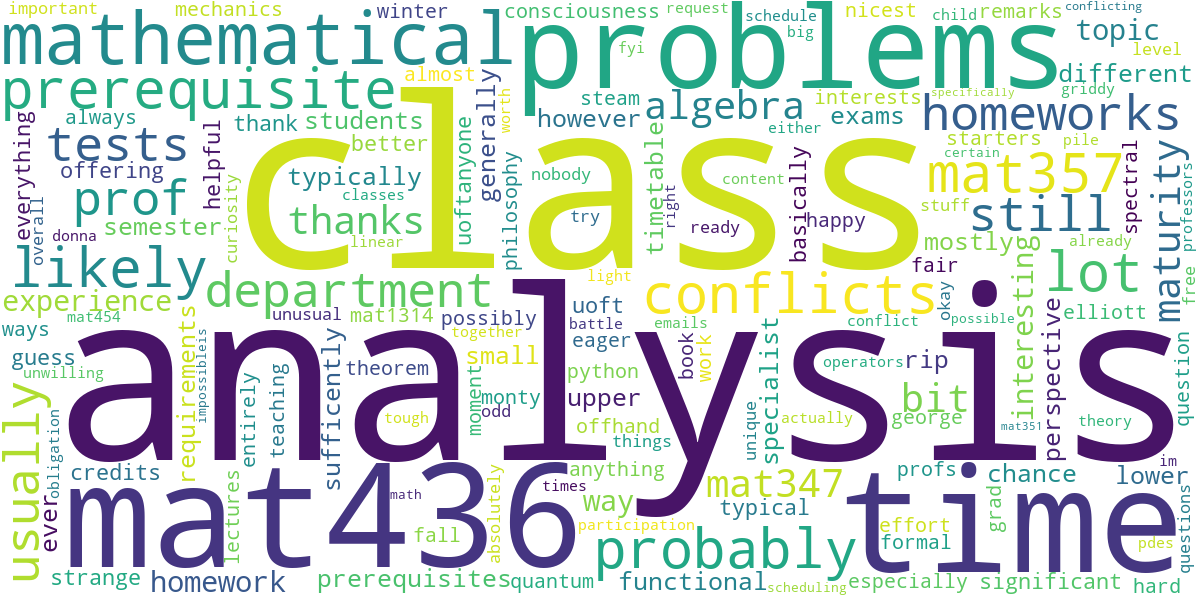 important
mechanics
winter
consciousness
request
schedule
nicest
child
remarks
conflicting
mathematical
problems
big
fyi
topic
level
prerequisite
almost
worth
steam
however
algebra
interests
exams
different
griddy
specifically
homeworks
always
thank
students
better
generally
uoftanyone
either
starters
pile
certain
everything
tests
offering
helpful
class
typically
classes
philosophy
nobody
timetable
content
basically
mat357
spectral
maturity
professors
prof
thanks
try
right
ready
happy
stuff
still
overall
donna
semester
curiosity
linear
mostly
already
likely
department
light
conflicts
fair
interesting
lot
free
experience
mat454
unusual
mat1314
possibly
uoft
battle
emails
conflict
okay
possible
elliott
perspective
ways
requirements
impossibleis
together
eager
specialist
guess
unwilling
sufficently
theorem
small
python
book
work
operators
rip
question
analysis
entirely
teaching
moment
monty
odd
upper
offhand
things
unique
tough
actually
bit
george
mat351
theory
usually
obligation
credits
anything
profs
chance
lower
im
ever
mat436
math
absolutely
times
way
mat347
time
lectures
fall
participation
typical
effort
formal
grad
pdes
questions
probably
strange
homework
prerequisites
quantum
functional
scheduling
especially
significant
hard